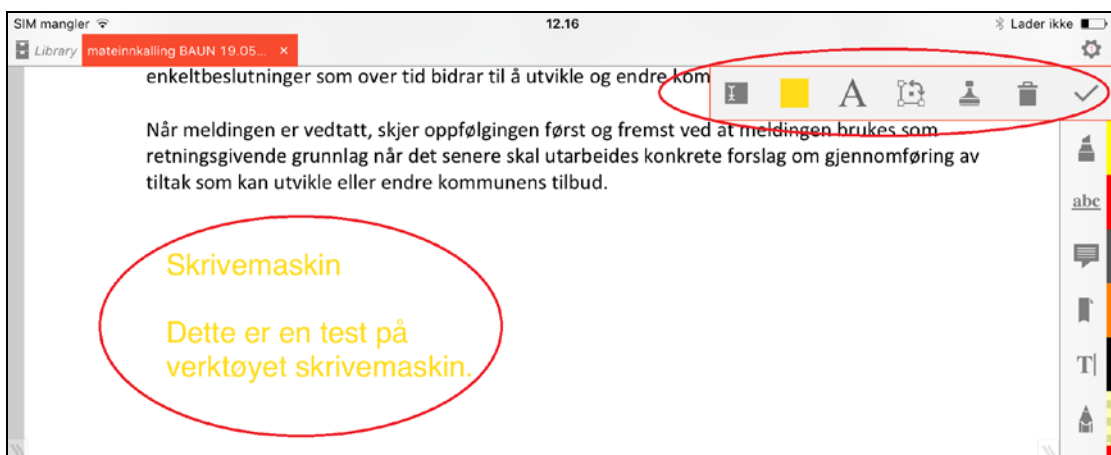 SIM mangler 12.16 Lader ikke
Library møteinnkalling BAUN 19.05... ×
enkeltbeslutninger som over tid bidrar til å utvikle og endre kom
A
Når meldingen er vedtatt, skjer oppfølgingen først og fremst ved at meldingen brukes som
retningsgivende grunnlag når det senere skal utarbeides konkrete forslag om gjennomføring av
tiltak som kan utvikle eller endre kommunens tilbud.
abc
Skrivemaskin
Dette er en test på
verktøyet skrivemaskin.
T|